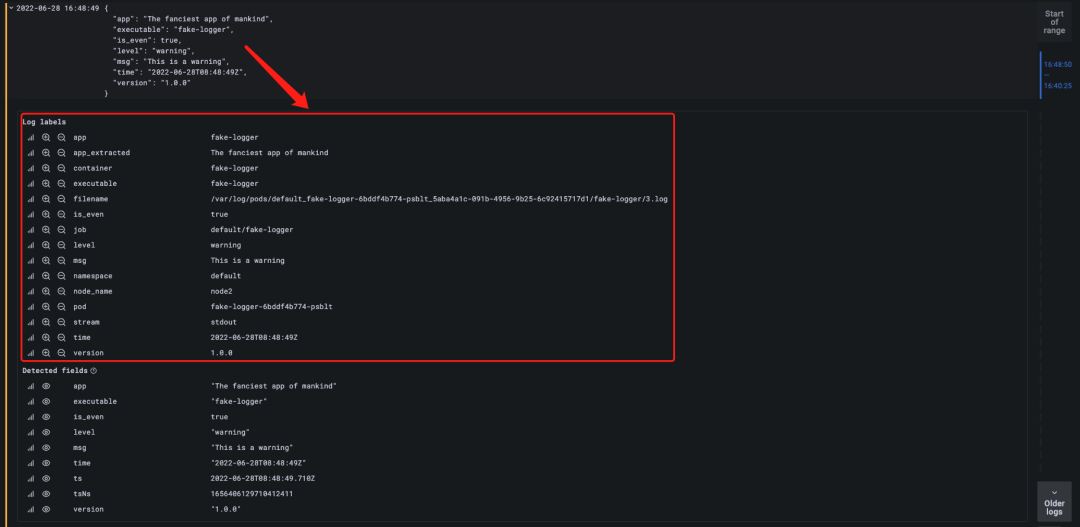 2022-06-28 16:48:49 {
"app": "The fanciest app of mankind",
"executable": "fake-logger",
"is_even": true,
"level": "warning",
"msg": "This is a warning",
"time": "2022-06-28T08:48:49Z",
"version": "1.0.0"
}
Start
of
range
16:48:50
—
16:40:25
Log labels
app fake-logger
app_extracted The fanciest app of mankind
container fake-logger
executable fake-logger
filename /var/log/pods/default_fake-logger-6bddf4b774-psblt_5aba4a1c-091b-4956-9b25-6c92415717d1/fake-logger/3.log
is_even true
job default/fake-logger
level warning
msg This is a warning
namespace default
node_name node2
pod fake-logger-6bddf4b774-psblt
stream stdout
time 2022-06-28T08:48:49Z
version 1.0.0
Detected fields
app "The fanciest app of mankind"
executable "fake-logger"
is_even true
level "warning"
msg "This is a warning"
time "2022-06-28T08:48:49Z"
ts 2022-06-28T08:48:49.710Z
tsNs 1656406129710412411
version "1.0.0"
Older
logs